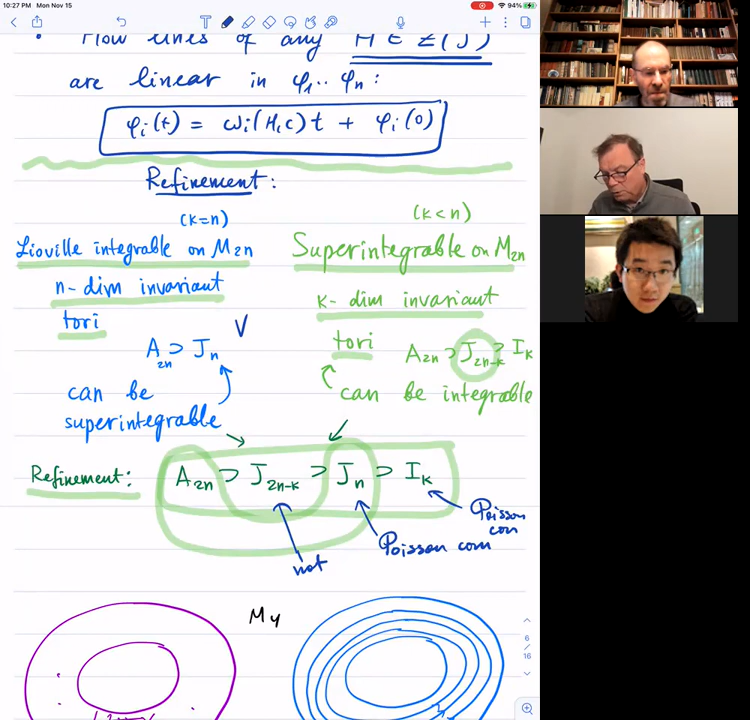 10:27 PM Mon Nov 15
94%
• Flow lines of any H ∈ Z(J)
are linear in φ₁..φₙ:
φᵢ(t) = ωᵢ(H,c) t + φᵢ(0)
Refinement:
(k=n)
Lioville integrable on M₂ₙ
n-dim invariant
tori
A₂ₙ ⊃ Jₙ
can be
superintegrable
(k<n)
Superintegrable on M₂ₙ
k-dim invariant
tori
A₂ₙ ⊃ J₂ₙ₋ₖ ⊃ Iₖ
can be integrable
Refinement:
A₂ₙ ⊃ J₂ₙ₋ₖ ⊃ Jₙ ⊃ Iₖ
not
Poisson com
Poisson
com
M₄
6
/
16